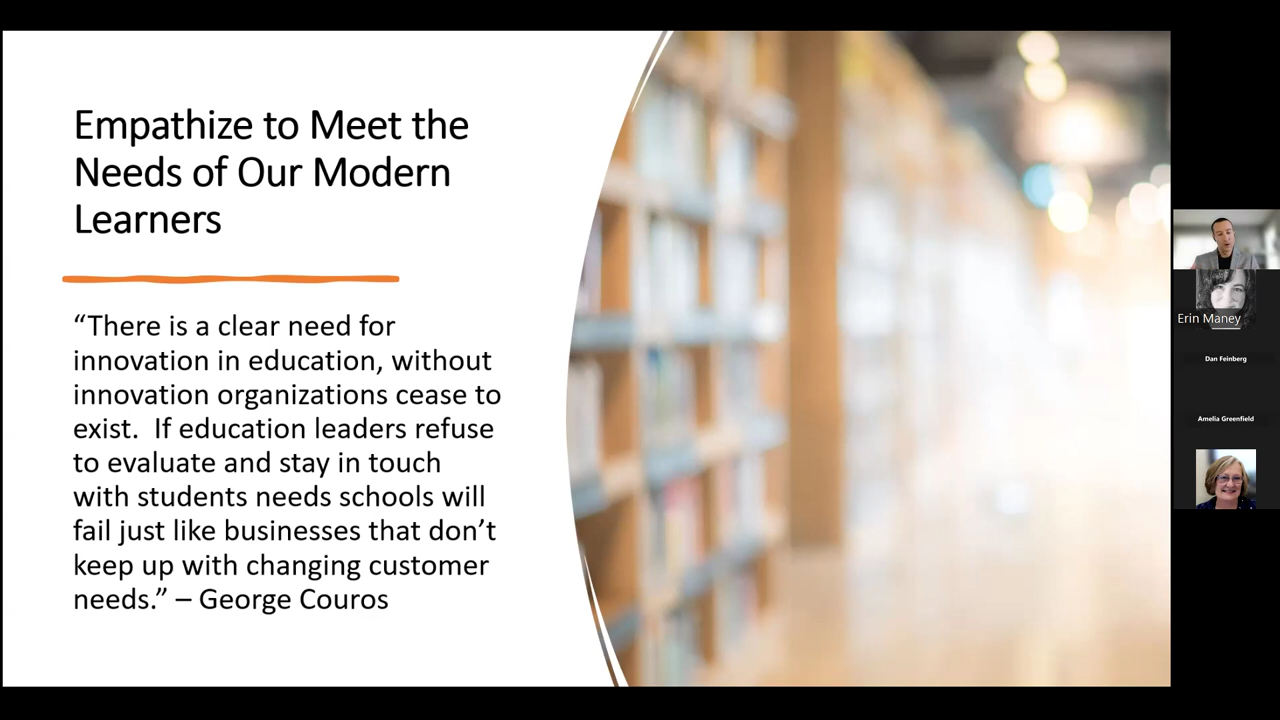 Empathize to Meet the
Needs of Our Modern
Learners
“There is a clear need for
innovation in education, without
innovation organizations cease to
exist.  If education leaders refuse
to evaluate and stay in touch
with students needs schools will
fail just like businesses that don’t
keep up with changing customer
needs.” – George Couros
Erin Maney
Dan Feinberg
Amelia Greenfield